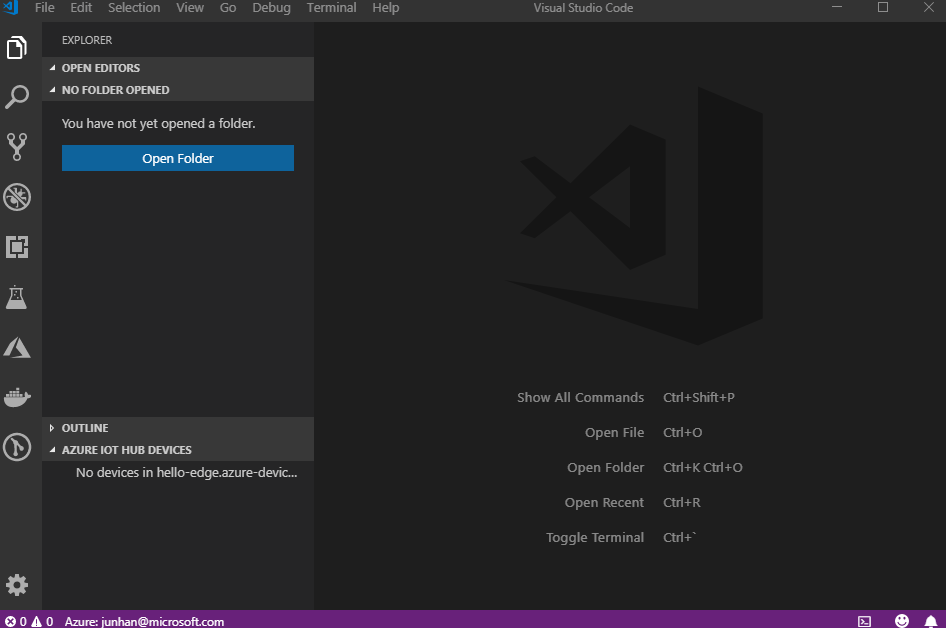 File Edit Selection View Go Debug Terminal Help Visual Studio Code
EXPLORER
OPEN EDITORS
NO FOLDER OPENED
You have not yet opened a folder.
Open Folder
OUTLINE
AZURE IOT HUB DEVICES
No devices in hello-edge.azure-devic...
Show All Commands Ctrl+Shift+P
Open File Ctrl+O
Open Folder Ctrl+K Ctrl+O
Open Recent Ctrl+R
Toggle Terminal Ctrl+`
0 0 Azure: junhan@microsoft.com